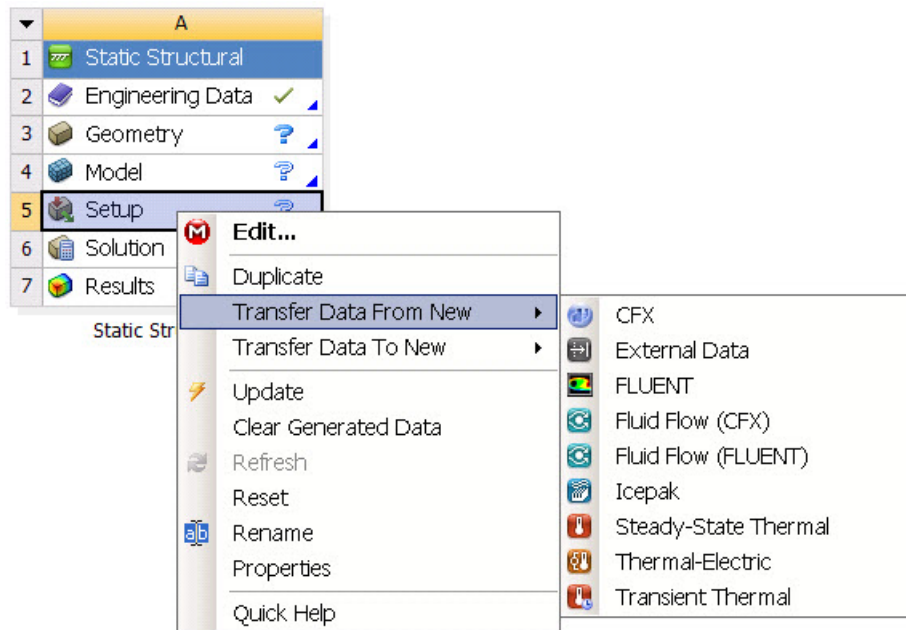 A
1 Static Structural
2 Engineering Data
3 Geometry
4 Model
5 Setup
6 Solution
7 Results
Static Str
Edit...
Duplicate
Transfer Data From New
Transfer Data To New
Update
Clear Generated Data
Refresh
Reset
Rename
Properties
Quick Help
CFX
External Data
FLUENT
Fluid Flow (CFX)
Fluid Flow (FLUENT)
Icepak
Steady-State Thermal
Thermal-Electric
Transient Thermal